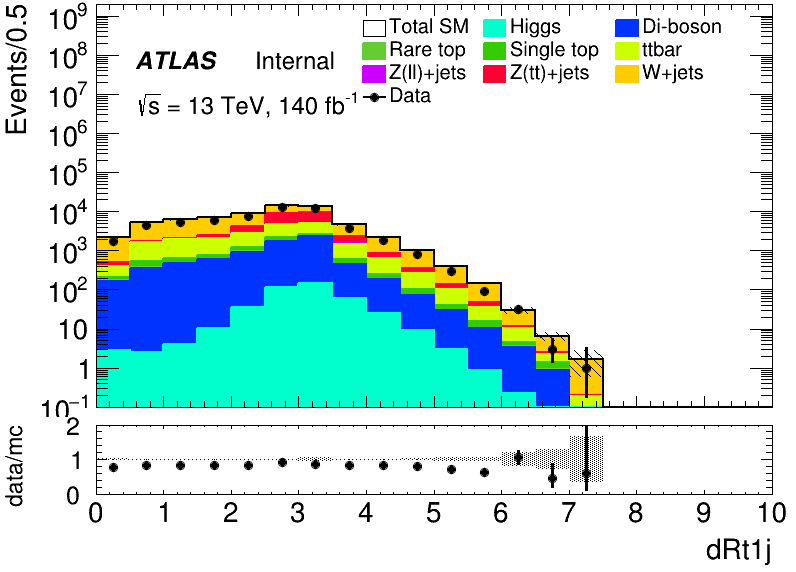 Events/0.5
10⁹
10⁸
10⁷
10⁶
10⁵
10⁴
10³
10²
10
1
10⁻¹
ATLAS Internal
√s = 13 TeV, 140 fb⁻¹
Total SM Higgs Di-boson
Rare top Single top ttbar
Z(ll)+jets Z(tt)+jets W+jets
Data
data/mc
2
1
0
0 1 2 3 4 5 6 7 8 9 10
dRt1j